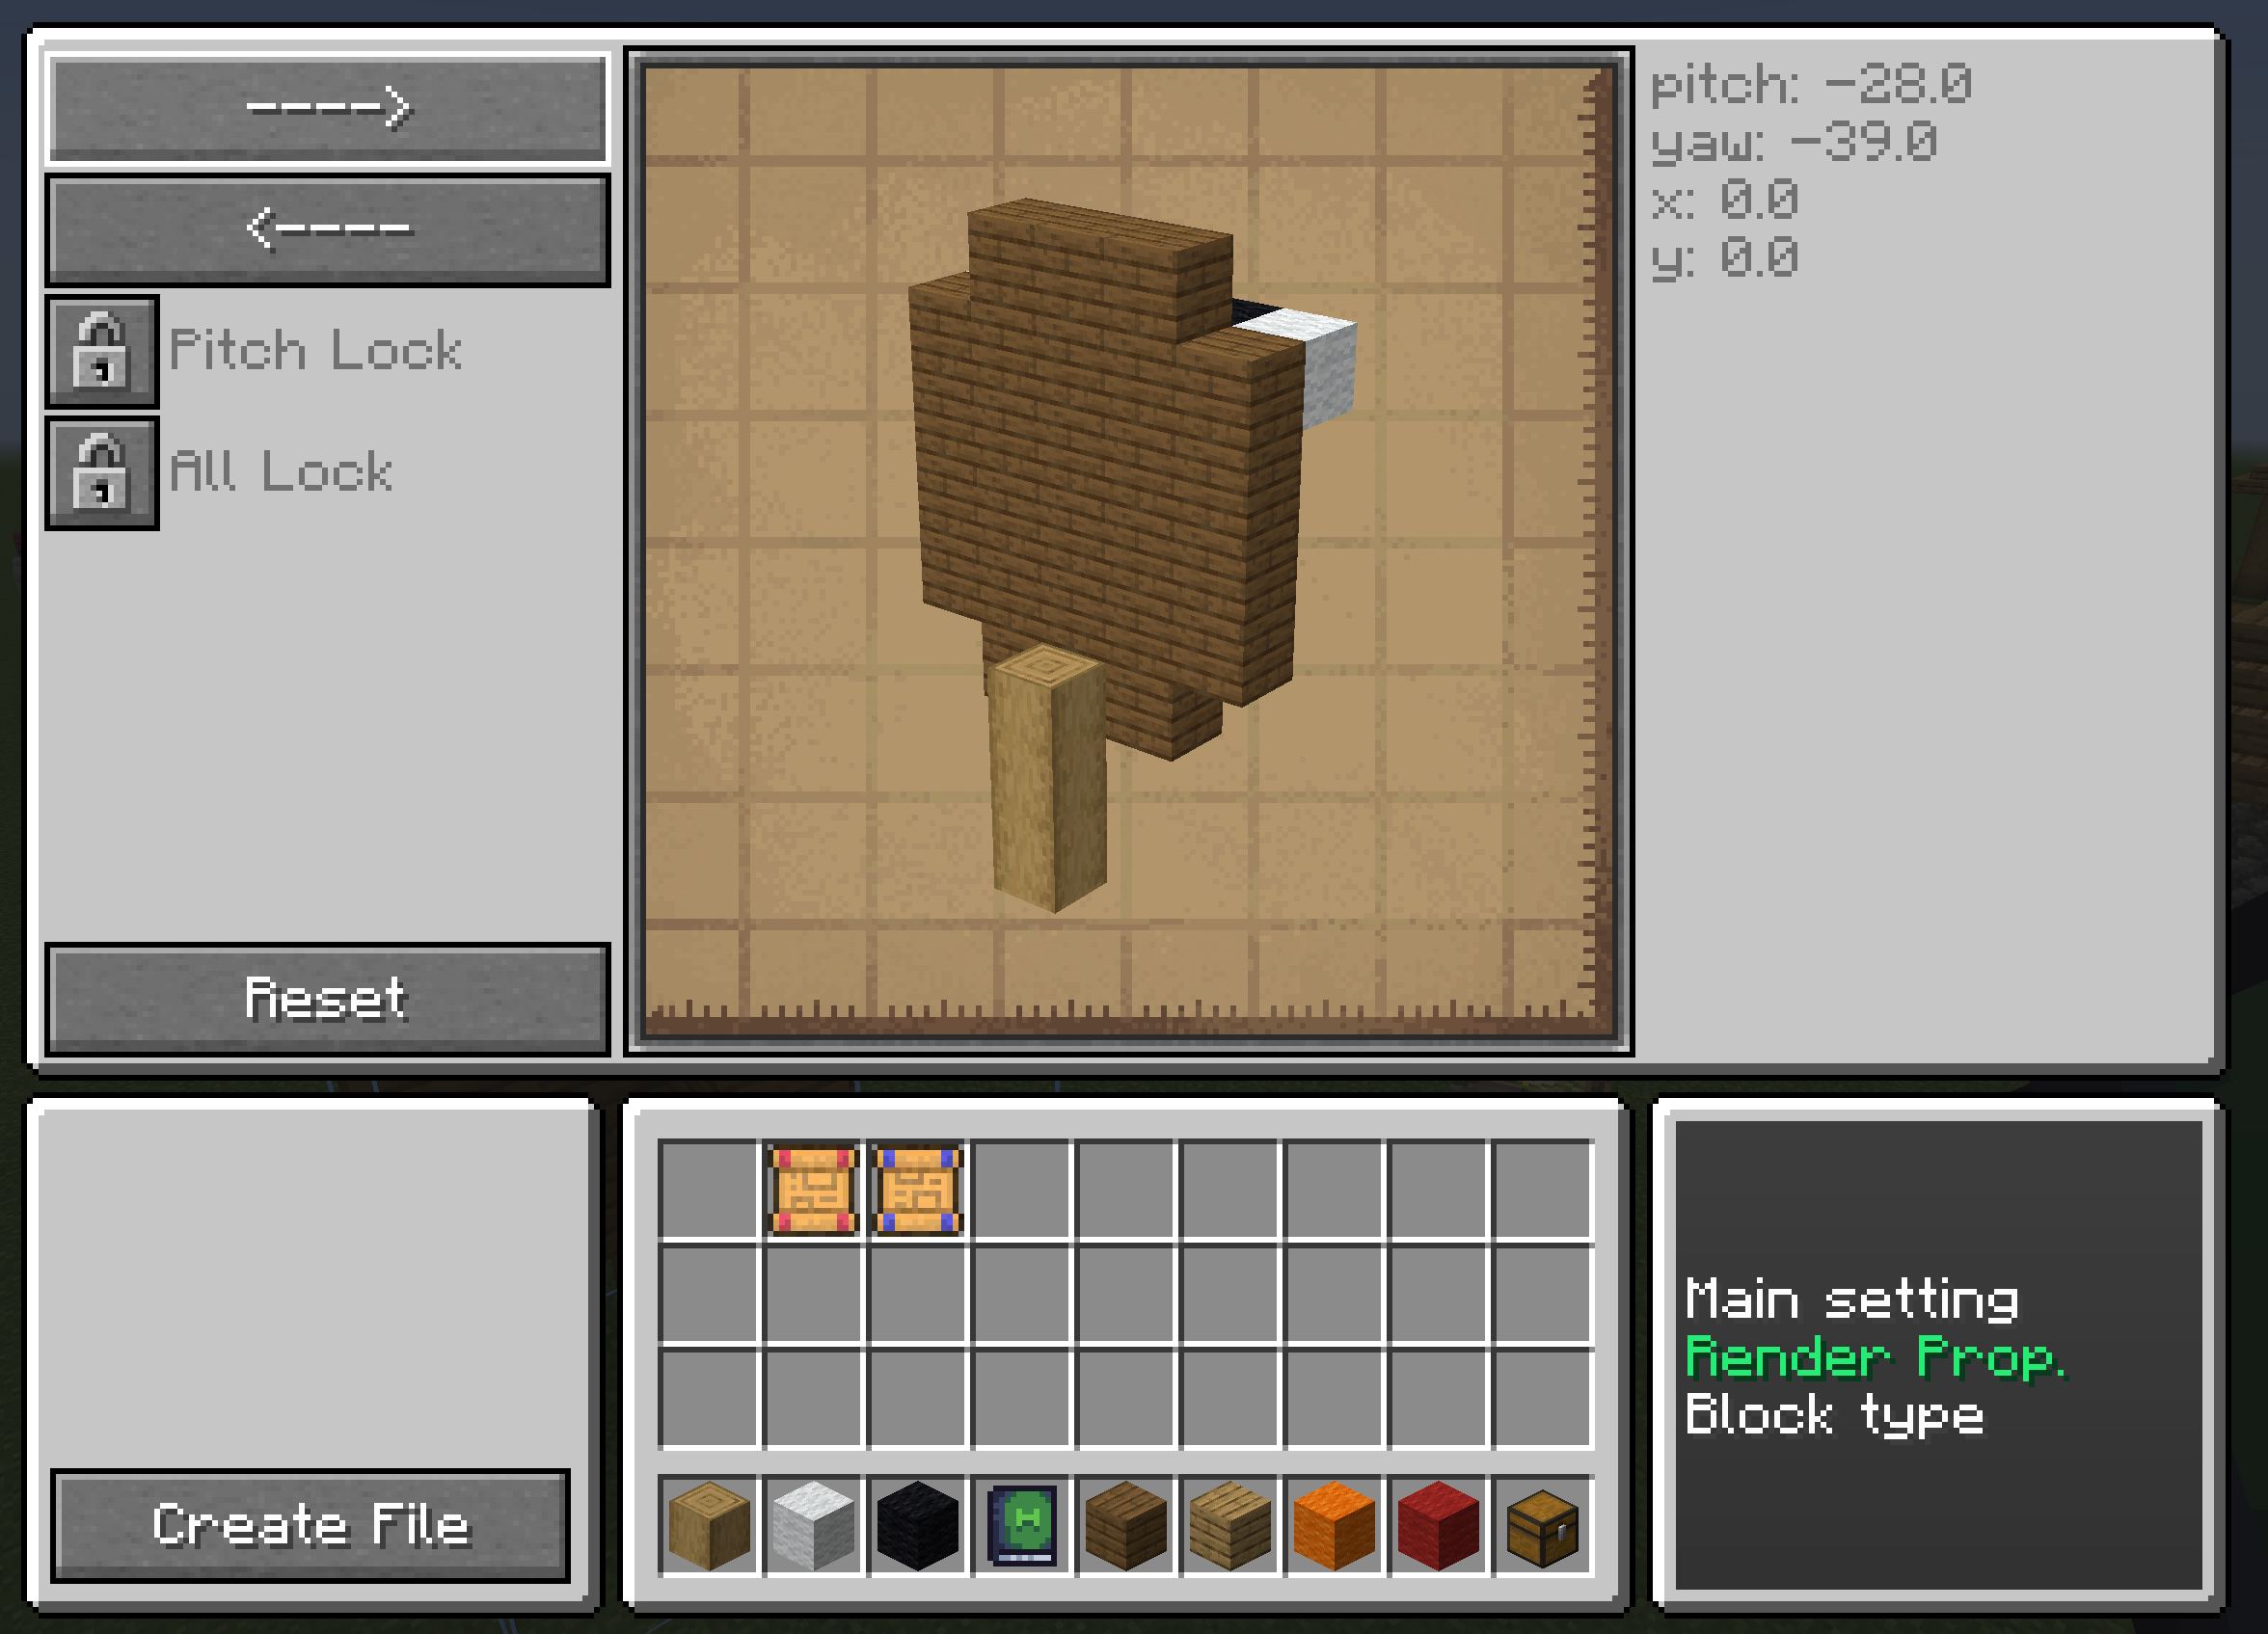 ---->
<----
Pitch Lock
All Lock
Reset
pitch: -28.0
yaw: -39.0
x: 0.0
y: 0.0
Create File
Main setting
Render Prop.
Block type